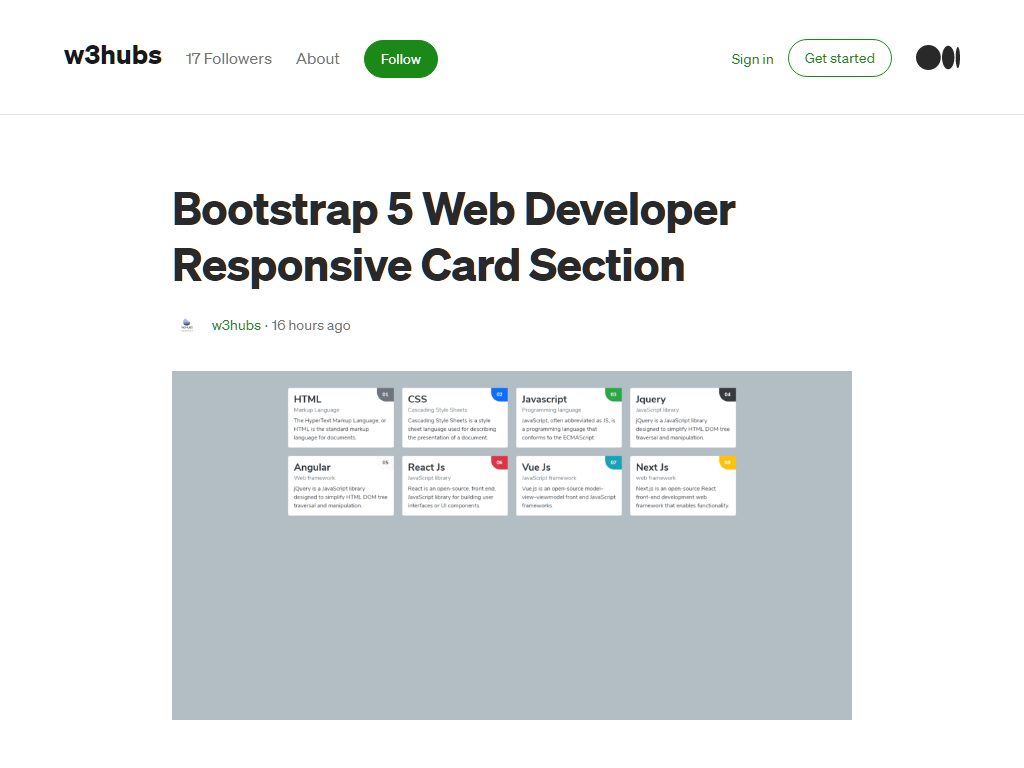 w3hubs 17 Followers About Follow Sign in Get started
Bootstrap 5 Web Developer
Responsive Card Section
w3hubs · 16 hours ago
HTML 01
Markup Language
The HyperText Markup Language, or
HTML is the standard markup
language for documents.
CSS 02
Cascading Style Sheets
Cascading Style Sheets is a style
sheet language used for describing
the presentation of a document.
Javascript 03
Programming language
JavaScript, often abbreviated as JS, is
a programming language that
conforms to the ECMAScript.
Jquery 04
JavaScript library
jQuery is a JavaScript library
designed to simplify HTML DOM tree
traversal and manipulation.
Angular 05
Web framework
jQuery is a JavaScript library
designed to simplify HTML DOM tree
traversal and manipulation.
React Js 06
JavaScript library
React is an open-source, front end,
JavaScript library for building user
interfaces or UI components.
Vue Js 07
JavaScript framework
Vue.js is an open-source model–
view–viewmodel front end JavaScript
frameworks.
Next Js
web framework
Next.js is an open-source React
front-end development web
framework that enables functionality.